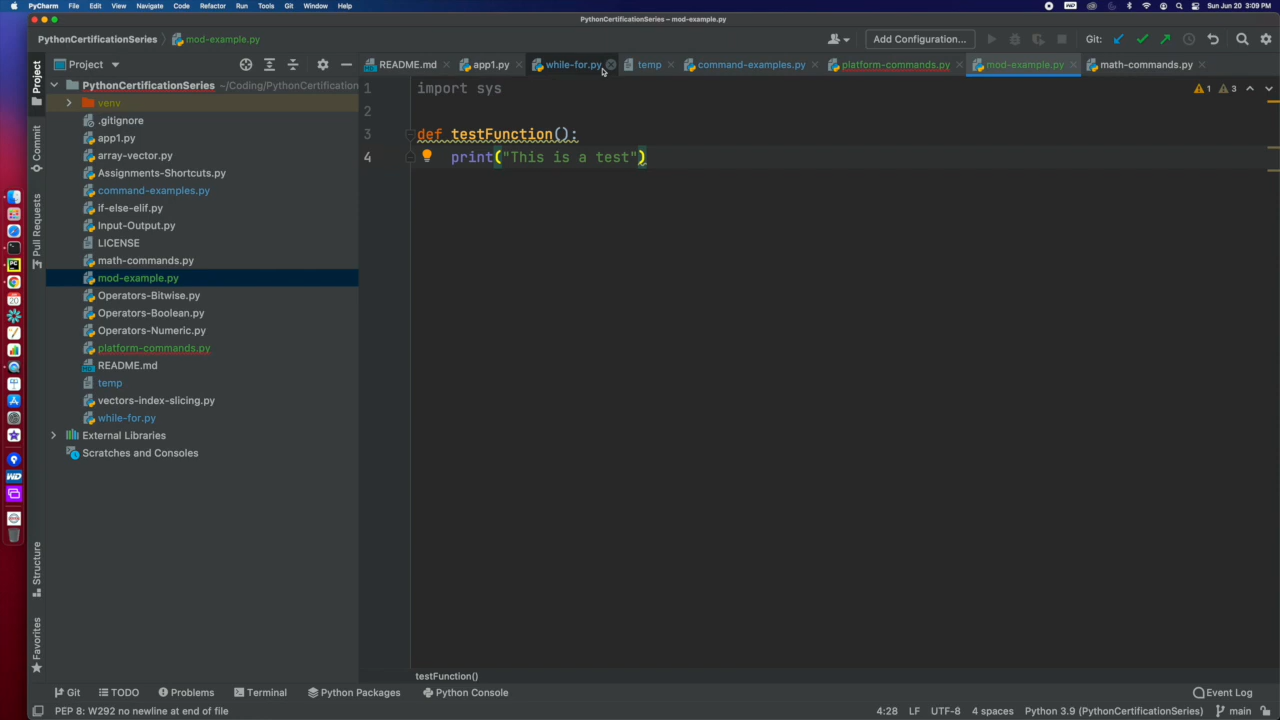 PyCharm File Edit View Navigate Code Refactor Run Tools Git Window Help Sun Jun 20 3:09 PM
PythonCertificationSeries – mod-example.py
PythonCertificationSeries mod-example.py Add Configuration... Git:
Project README.md app1.py while-for.py temp command-examples.py platform-commands.py mod-example.py math-commands.py
Project
Commit
Pull Requests
Structure
Favorites
PythonCertificationSeries ~/Coding/PythonCertification
venv
.gitignore
app1.py
array-vector.py
Assignments-Shortcuts.py
command-examples.py
if-else-elif.py
Input-Output.py
LICENSE
math-commands.py
mod-example.py
Operators-Bitwise.py
Operators-Boolean.py
Operators-Numeric.py
platform-commands.py
README.md
temp
vectors-index-slicing.py
while-for.py
External Libraries
Scratches and Consoles
1 import sys
2
3 def testFunction():
4 print("This is a test")
1 3
testFunction()
Git TODO Problems Terminal Python Packages Python Console Event Log
PEP 8: W292 no newline at end of file 4:28 LF UTF-8 4 spaces Python 3.9 (PythonCertificationSeries) main